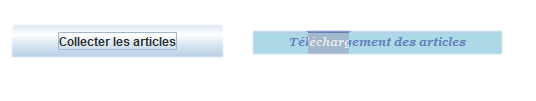 Collecter les articles
Téléchargement des articles